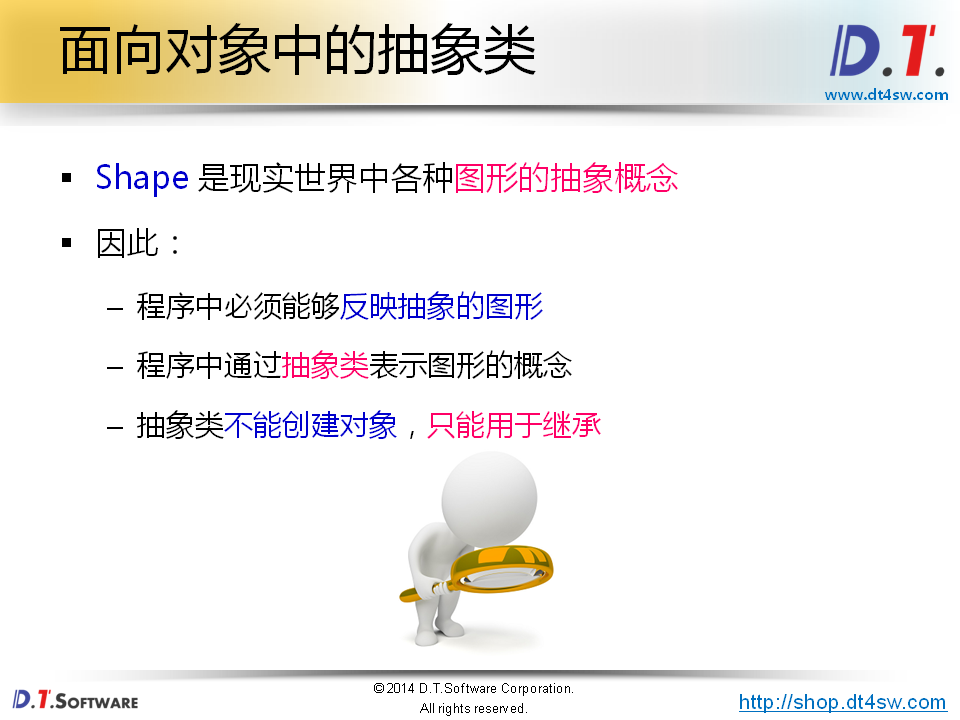 面向对象中的抽象类
D.T.
www.dt4sw.com
▪ Shape 是现实世界中各种图形的抽象概念
▪ 因此：
– 程序中必须能够反映抽象的图形
– 程序中通过抽象类表示图形的概念
– 抽象类不能创建对象，只能用于继承
D.T.SOFTWARE
©2014 D.T.Software Corporation.
All rights reserved.
http://shop.dt4sw.com